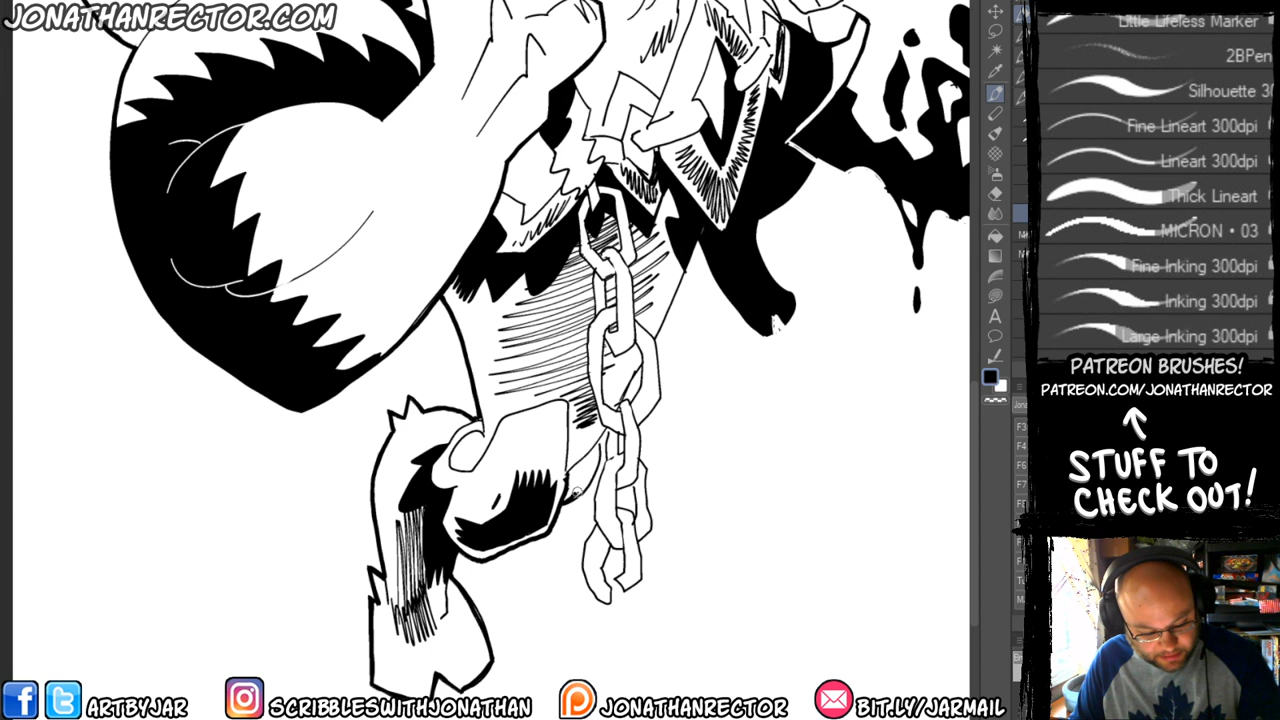 JONATHANRECTOR.COM
Little Lifeless Marker
2BPen
Silhouette 30
Fine Lineart 300dpi
Lineart 300dpi
Thick Lineart
MICRON • 03
Fine Inking 300dpi
Inking 300dpi
Large Inking 300dpi
PATREON BRUSHES!
PATREON.COM/JONATHANRECTOR
STUFF TO
CHECK OUT!
ARTBYJAR
SCRIBBLESWITHJONATHAN
JONATHANRECTOR
BIT.LY/JARMAIL